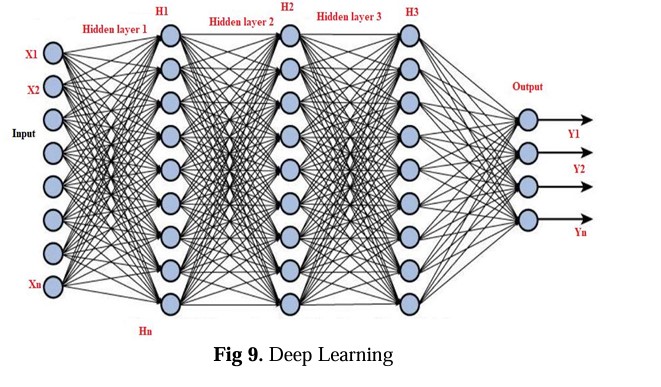 H1
H2
H3
Hidden layer 1
Hidden layer 2
Hidden layer 3
X1
X2
Input
Xn
Hn
Output
Y1
Y2
Yn
Fig 9. Deep Learning